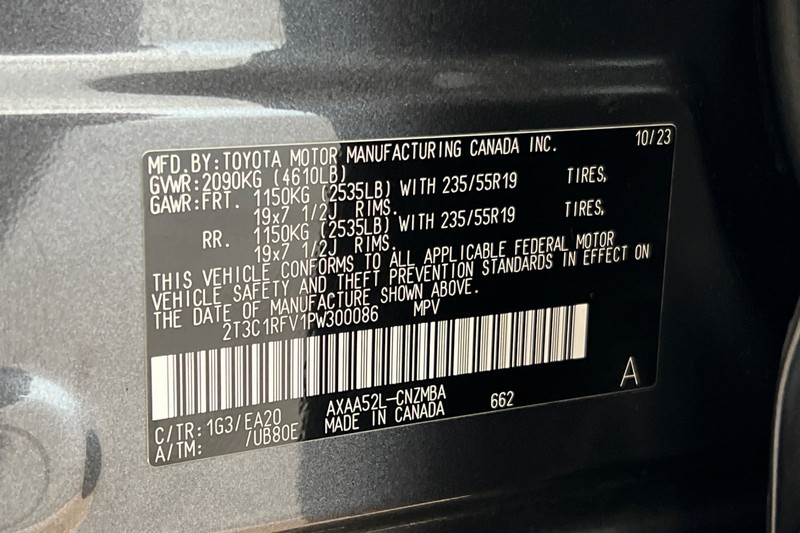 MFD. BY: TOYOTA MOTOR MANUFACTURING CANADA INC. 10/23
GVWR: 2090KG (4610LB)
GAWR: FRT. 1150KG (2535LB) WITH 235/55R19 TIRES,
19x7 1/2J RIMS.
RR. 1150KG (2535LB) WITH 235/55R19 TIRES,
19x7 1/2J RIMS.
THIS VEHICLE CONFORMS TO ALL APPLICABLE FEDERAL MOTOR
VEHICLE SAFETY AND THEFT PREVENTION STANDARDS IN EFFECT ON
THE DATE OF MANUFACTURE SHOWN ABOVE.
2T3C1RFV1PW300086 MPV
A
C/TR: 1G3/EA20 AXAA52L-CNZMBA 662
A/TM: /UB80E MADE IN CANADA